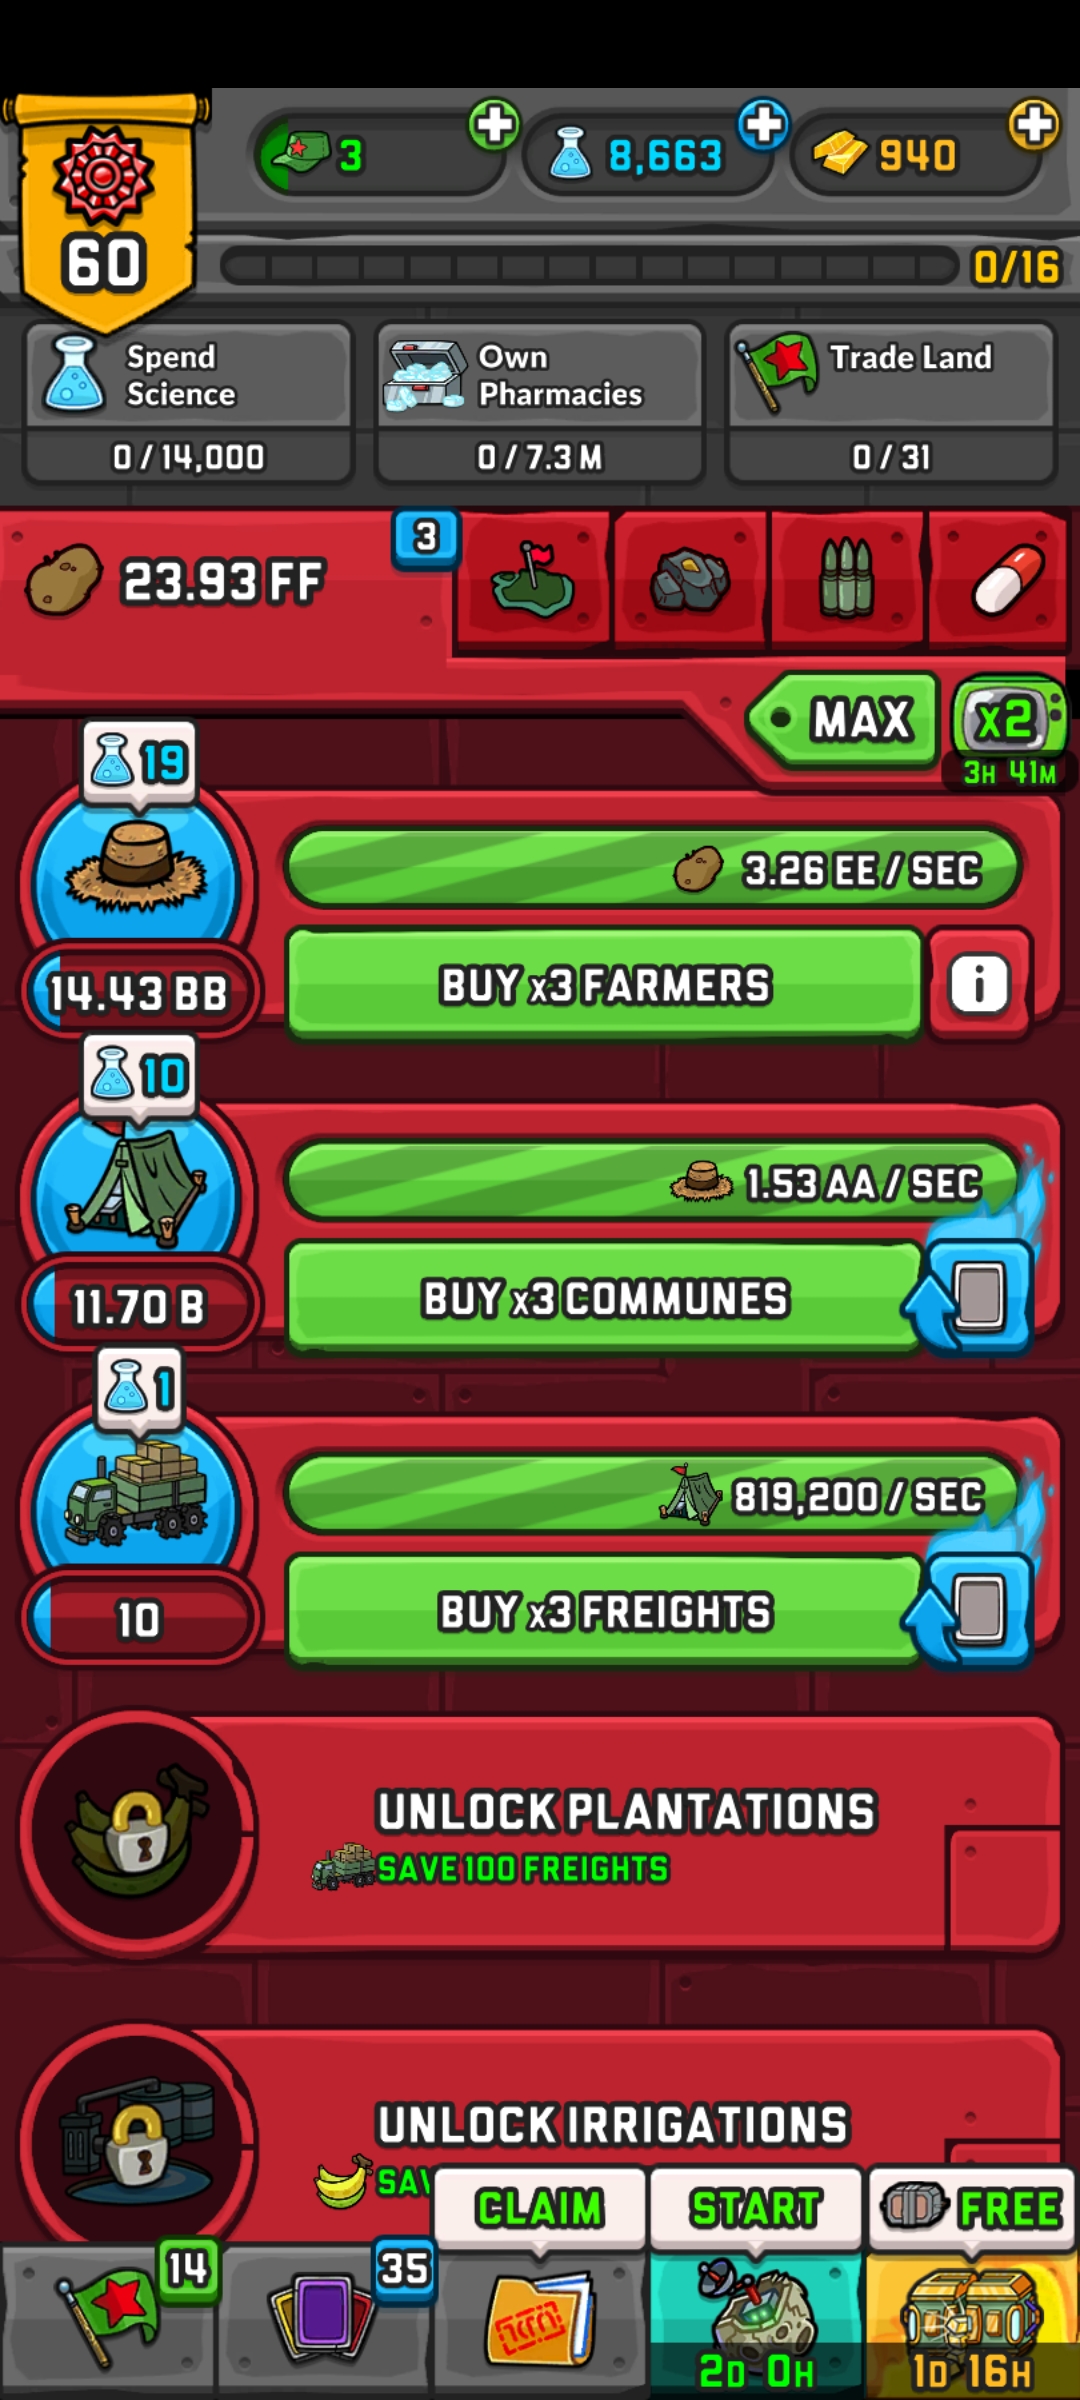 60
3
8,663
940
0/16
Spend
Science
0/14,000
Own
Pharmacies
0/7.3 M
Trade Land
0/31
23.93 FF
3
MAX
x2
3H 41M
19
3.26 EE / SEC
14.43 BB
BUY x3 FARMERS
i
10
1.53 AA / SEC
11.70 B
BUY x3 COMMUNES
1
819,200 / SEC
10
BUY x3 FREIGHTS
UNLOCK PLANTATIONS
SAVE 100 FREIGHTS
UNLOCK IRRIGATIONS
CLAIM
START
FREE
14
35
2D 0H
1D 16H